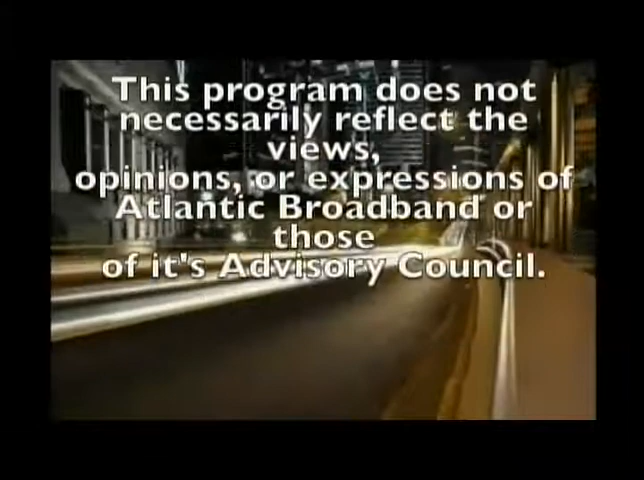 This program does not
necessarily reflect the
views,
opinions, or expressions of
Atlantic Broadband or
those
of it's Advisory Council.